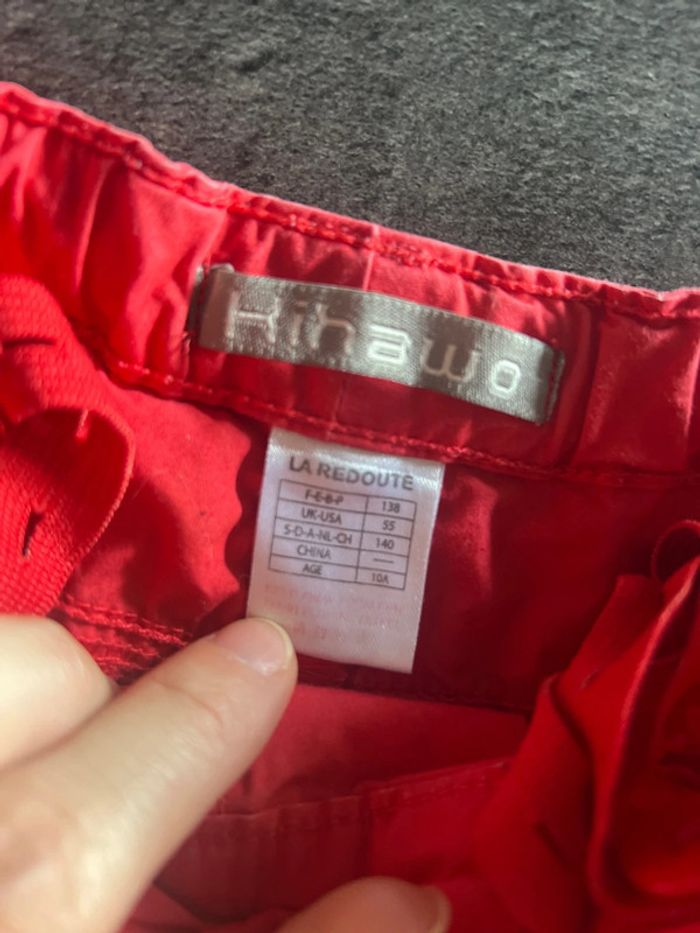 Kihawo
LA REDOUTE
F-E-B-P 138
UK-USA 55
S-D-A-NL-CH 140
CHINA —
AGE 10A